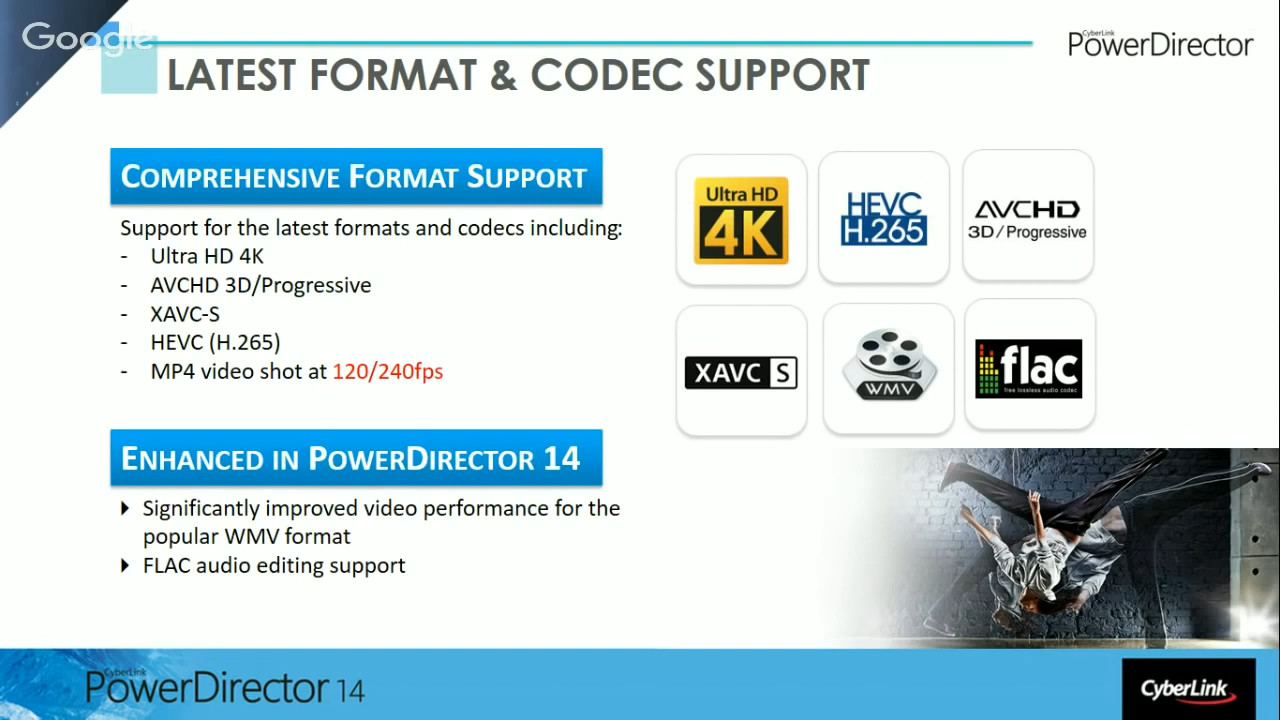 Google
CyberLink
PowerDirector
LATEST FORMAT & CODEC SUPPORT
COMPREHENSIVE FORMAT SUPPORT
Support for the latest formats and codecs including:
- Ultra HD 4K
- AVCHD 3D/Progressive
- XAVC-S
- HEVC (H.265)
- MP4 video shot at 120/240fps
Ultra HD
4K
HEVC
H.265
AVCHD
3D/Progressive
XAVC S
WMV
flac
free lossless audio codec
ENHANCED IN POWERDIRECTOR 14
Significantly improved video performance for the
popular WMV format
FLAC audio editing support
CyberLink
PowerDirector 14
CyberLink